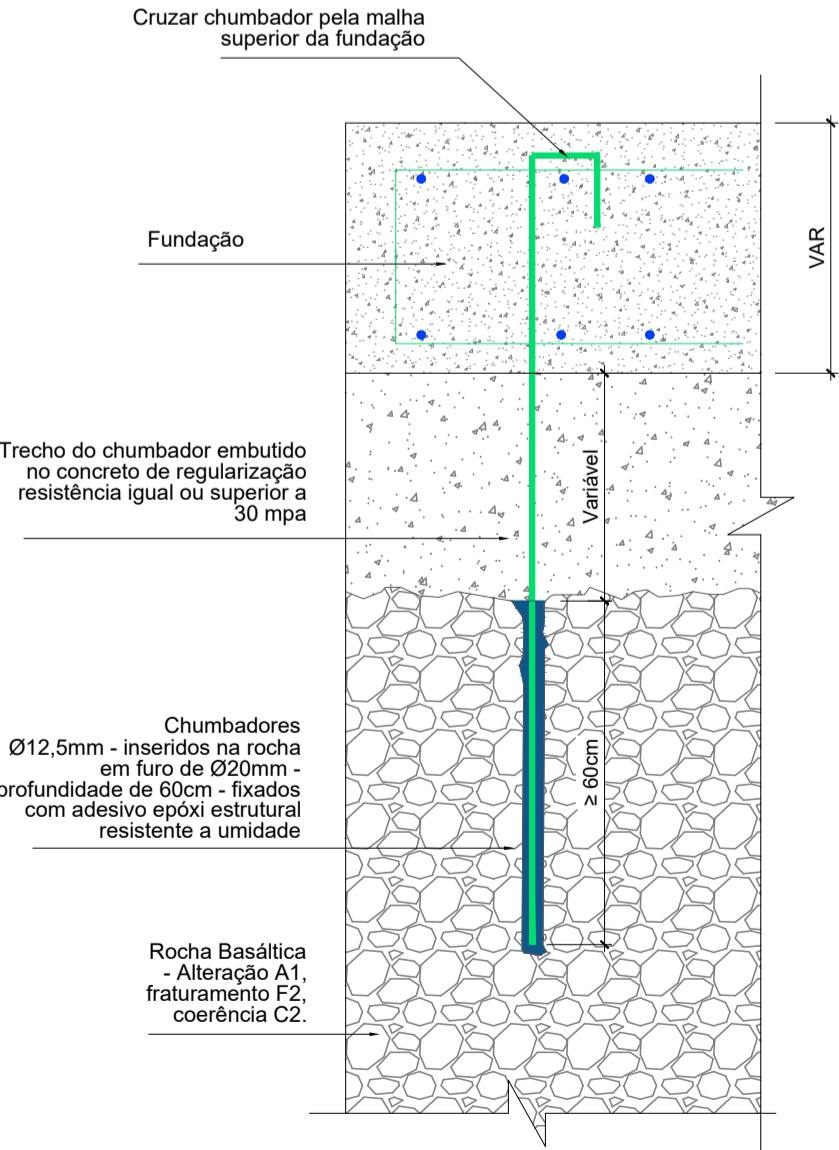 Cruzar chumbador pela malha
superior da fundação
Fundação
VAR
Trecho do chumbador embutido
no concreto de regularização
resistência igual ou superior a
30 mpa
Variável
Chumbadores
Ø12,5mm - inseridos na rocha
em furo de Ø20mm -
profundidade de 60cm - fixados
com adesivo epóxi estrutural
resistente a umidade
≥ 60cm
Rocha Basáltica
- Alteração A1,
fraturamento F2,
coerência C2.